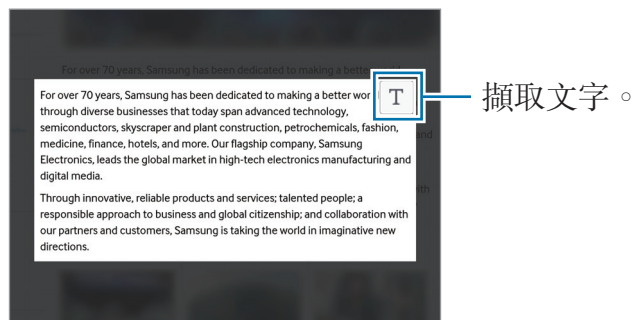 For over 70 years, Samsung has been dedicated to making a better
For over 70 years, Samsung has been dedicated to making a better wor
through diverse businesses that today span advanced technology,
semiconductors, skyscraper and plant construction, petrochemicals, fashion,
medicine, finance, hotels, and more. Our flagship company, Samsung
Electronics, leads the global market in high-tech electronics manufacturing and
digital media.
Through innovative, reliable products and services; talented people; a
responsible approach to business and global citizenship; and collaboration with
our partners and customers, Samsung is taking the world in imaginative new
directions.
T
擷取文字。